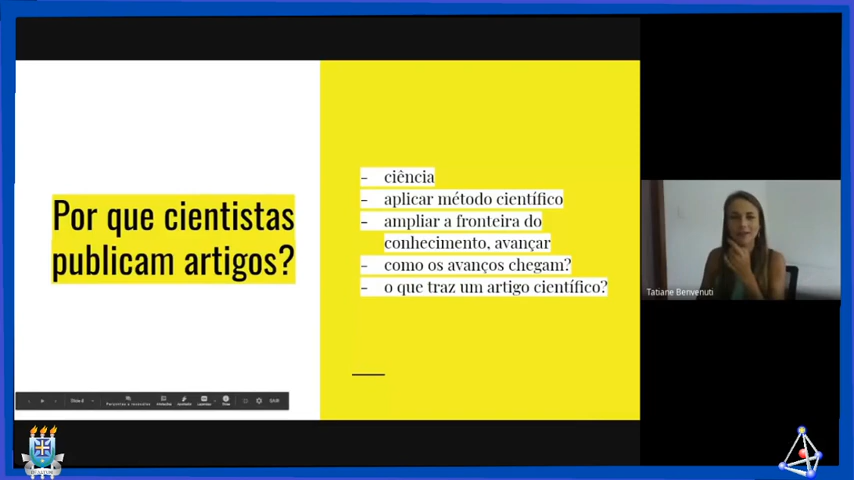 Por que cientistas
publicam artigos?
- ciência
- aplicar método científico
- ampliar a fronteira do
conhecimento, avançar
- como os avanços chegam?
- o que traz um artigo científico?
Tatiane Benvenuti